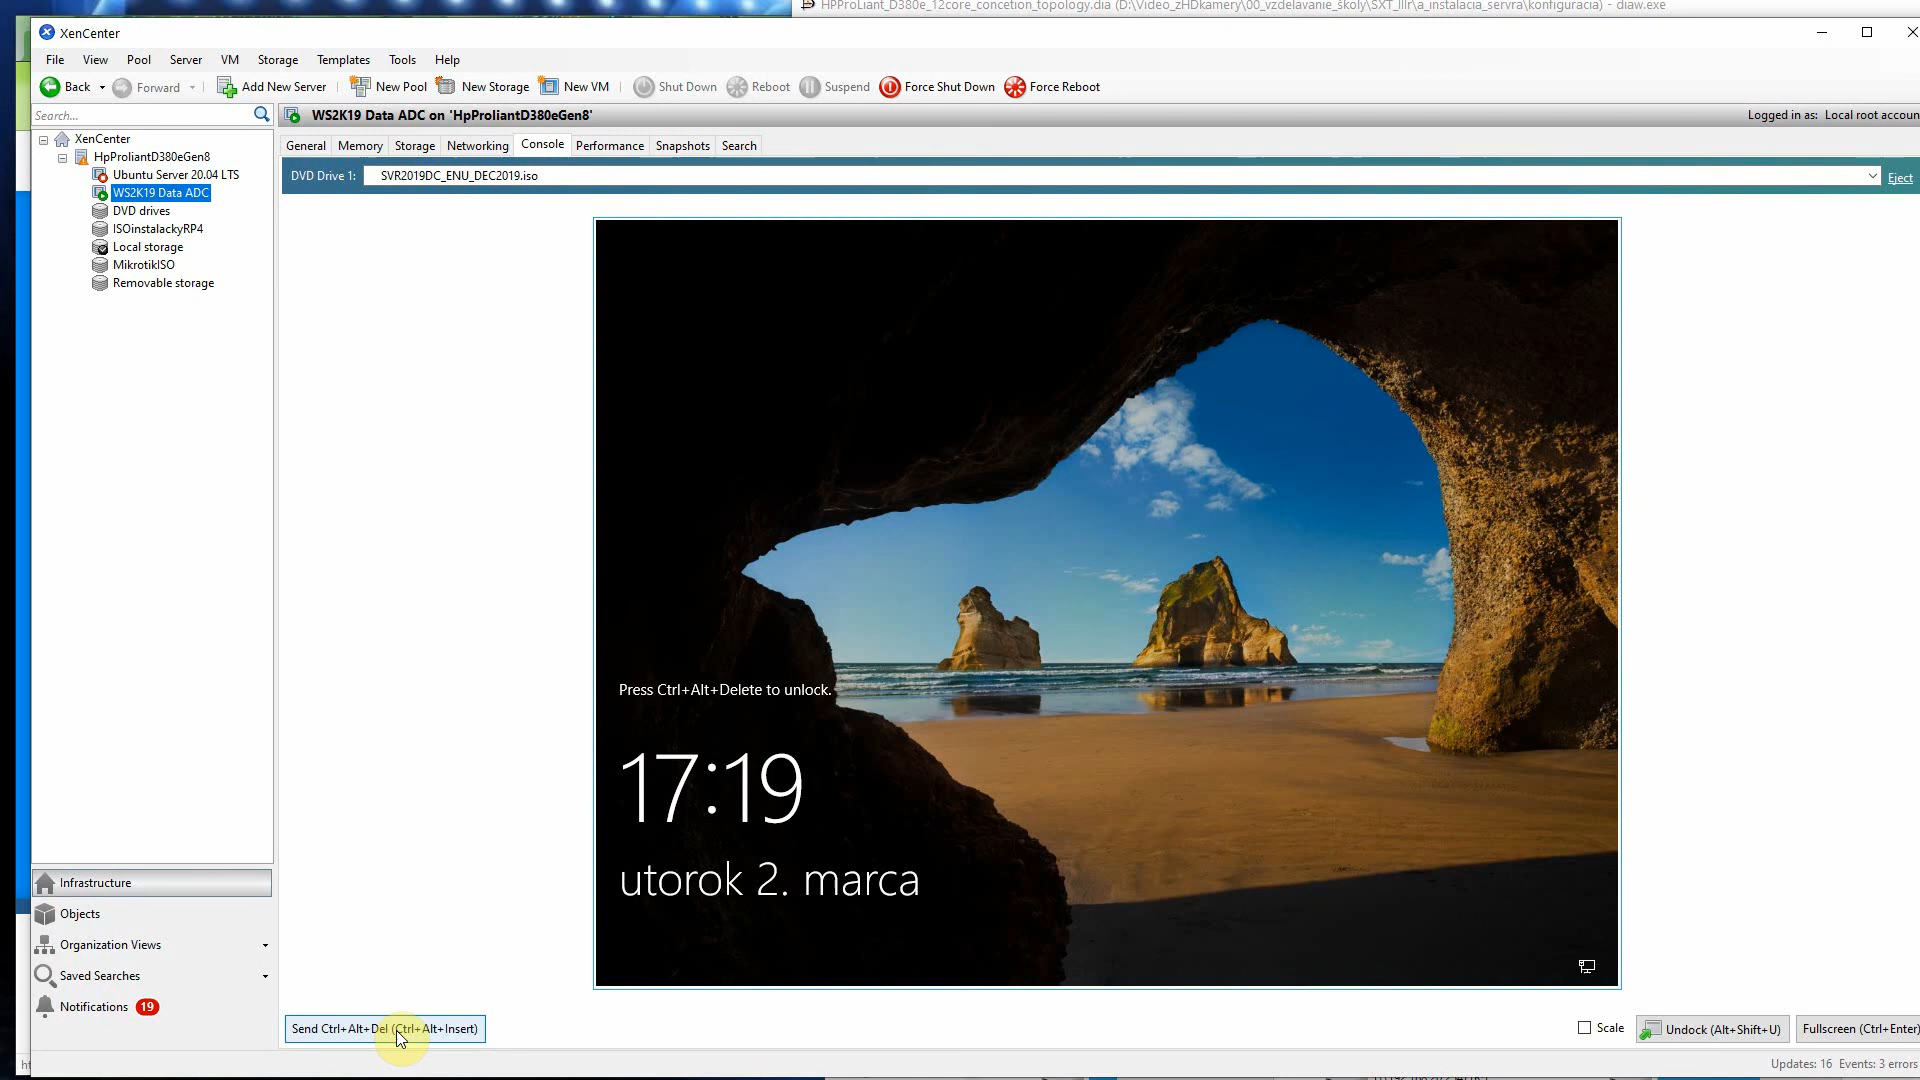 HPProLiant_D380e_12core_concetion_topology.dia (D:\Video_zHDkamery\00_vzdelavanie_školy\SXT_IIIr\a_instalacia_servra\konfiguracia) - diaw.exe
XenCenter
File View Pool Server VM Storage Templates Tools Help
Back Forward Add New Server New Pool New Storage New VM Shut Down Reboot Suspend Force Shut Down Force Reboot
Search...
WS2K19 Data ADC on 'HpProliantD380eGen8'
Logged in as: Local root accoun
XenCenter
HpProliantD380eGen8
Ubuntu Server 20.04 LTS
WS2K19 Data ADC
DVD drives
ISOinstalackyRP4
Local storage
MikrotikISO
Removable storage
General Memory Storage Networking Console Performance Snapshots Search
DVD Drive 1: SVR2019DC_ENU_DEC2019.iso Eject
Press Ctrl+Alt+Delete to unlock.
17:19
utorok 2. marca
Infrastructure
Objects
Organization Views
Saved Searches
Notifications 19
Send Ctrl+Alt+Del (Ctrl+Alt+Insert)
Scale
Undock (Alt+Shift+U)
Fullscreen (Ctrl+Enter)
Updates: 16 Events: 3 errors